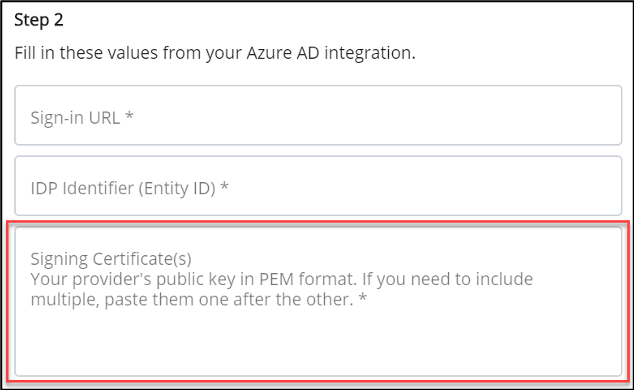 Step 2
Fill in these values from your Azure AD integration.
Sign-in URL *
IDP Identifier (Entity ID) *
Signing Certificate(s)
Your provider's public key in PEM format. If you need to include
multiple, paste them one after the other. *